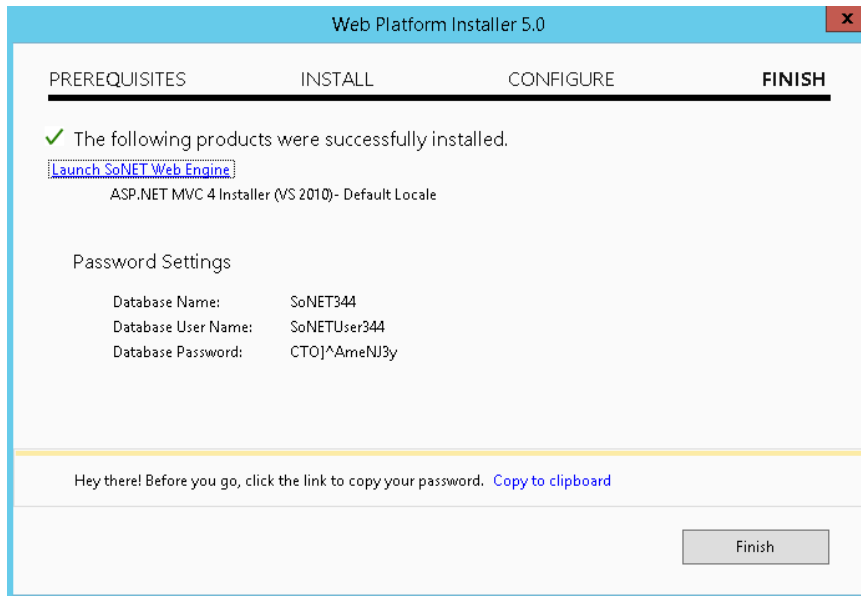 Web Platform Installer 5.0
x
PREREQUISITES INSTALL CONFIGURE FINISH
The following products were successfully installed.
Launch SoNET Web Engine
ASP.NET MVC 4 Installer (VS 2010)- Default Locale
Password Settings
Database Name: SoNET344
Database User Name: SoNETUser344
Database Password: CTO]^AmeNJ3y
Hey there! Before you go, click the link to copy your password. Copy to clipboard
Finish